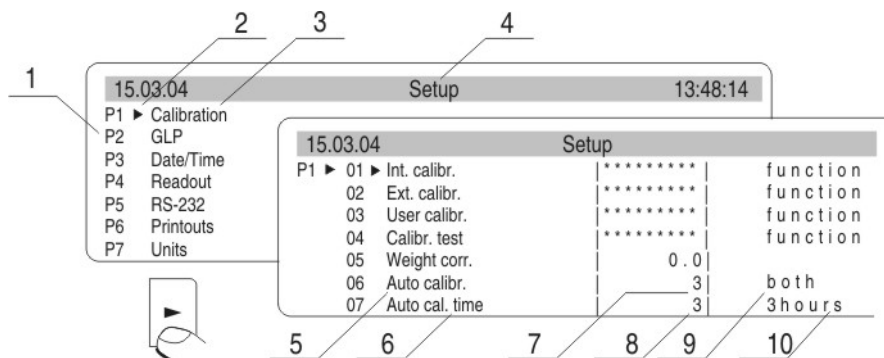 2 3 4
1
15.03.04 Setup 13:48:14
P1 ► Calibration
P2 GLP
P3 Date/Time
P4 Readout
P5 RS-232
P6 Printouts
P7 Units
15.03.04 Setup
P1 ► 01 ► Int. calibr. |*********| function
02 Ext. calibr. |*********| function
03 User calibr. |*********| function
04 Calibr. test |*********| function
05 Weight corr. | 0.0|
06 Auto calibr. | 3| both
07 Auto cal. time | 3| 3hours
►
5 6 7 8 9 10